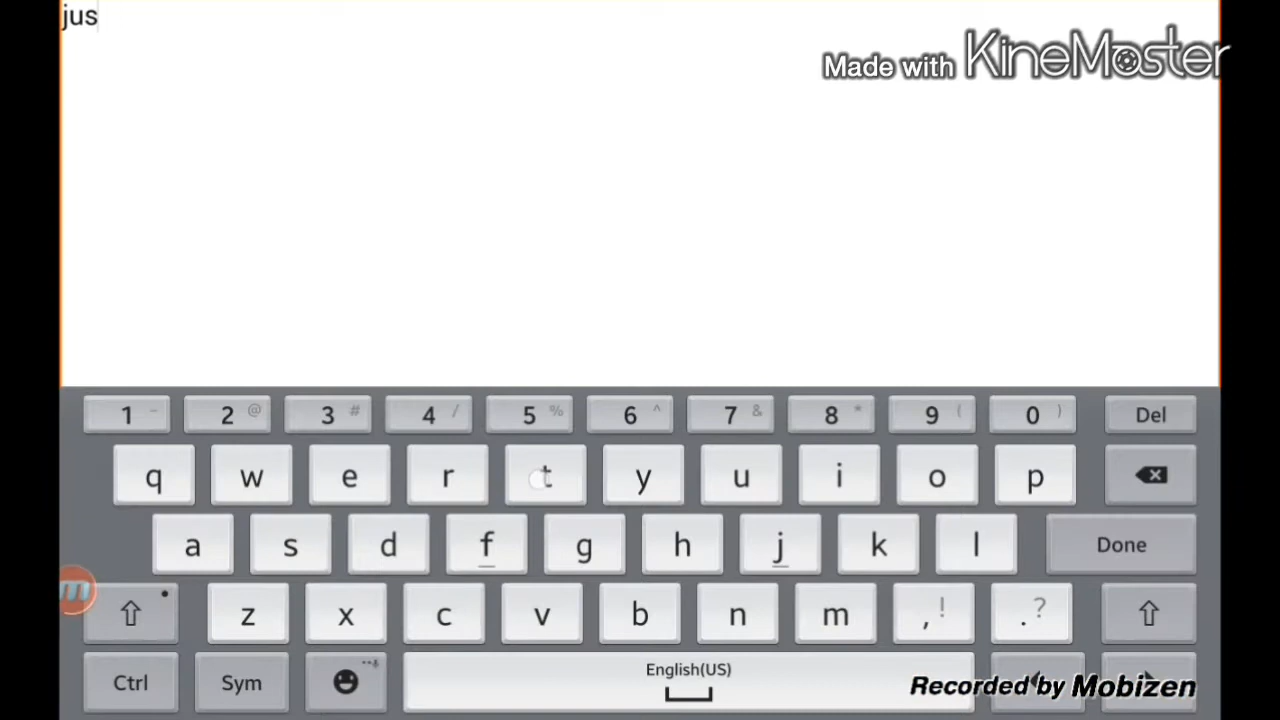 jus
Made with KineMaster
1 - 2 @ 3 # 4 / 5 % 6 ^ 7 & 8 * 9 ( 0 ) Del
q w e r t y u i o p
a s d f g h j k l Done
m
z x c v b n m , ! . ?
Ctrl Sym English(US)
Recorded by Mobizen